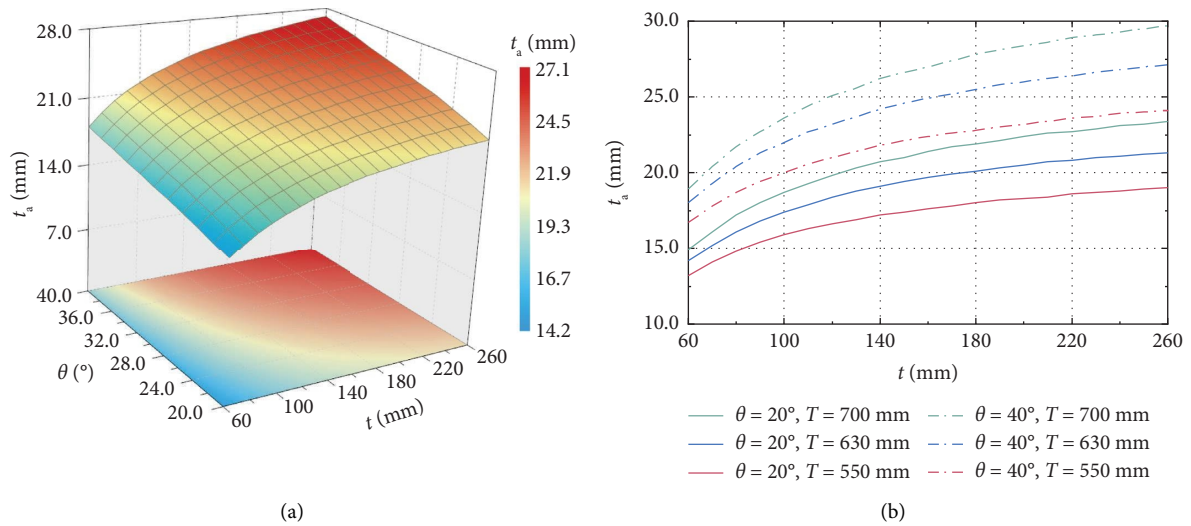 28.0
21.0
14.0
7.0
tₐ (mm)
40.0
36.0
32.0
28.0
24.0
20.0
θ (°)
60
100
140
180
220
260
t (mm)
tₐ (mm)
27.1
24.5
21.9
19.3
16.7
14.2
(a)
30.0
25.0
20.0
15.0
10.0
tₐ (mm)
60
100
140
180
220
260
t (mm)
θ = 20°, T = 700 mm
θ = 20°, T = 630 mm
θ = 20°, T = 550 mm
θ = 40°, T = 700 mm
θ = 40°, T = 630 mm
θ = 40°, T = 550 mm
(b)